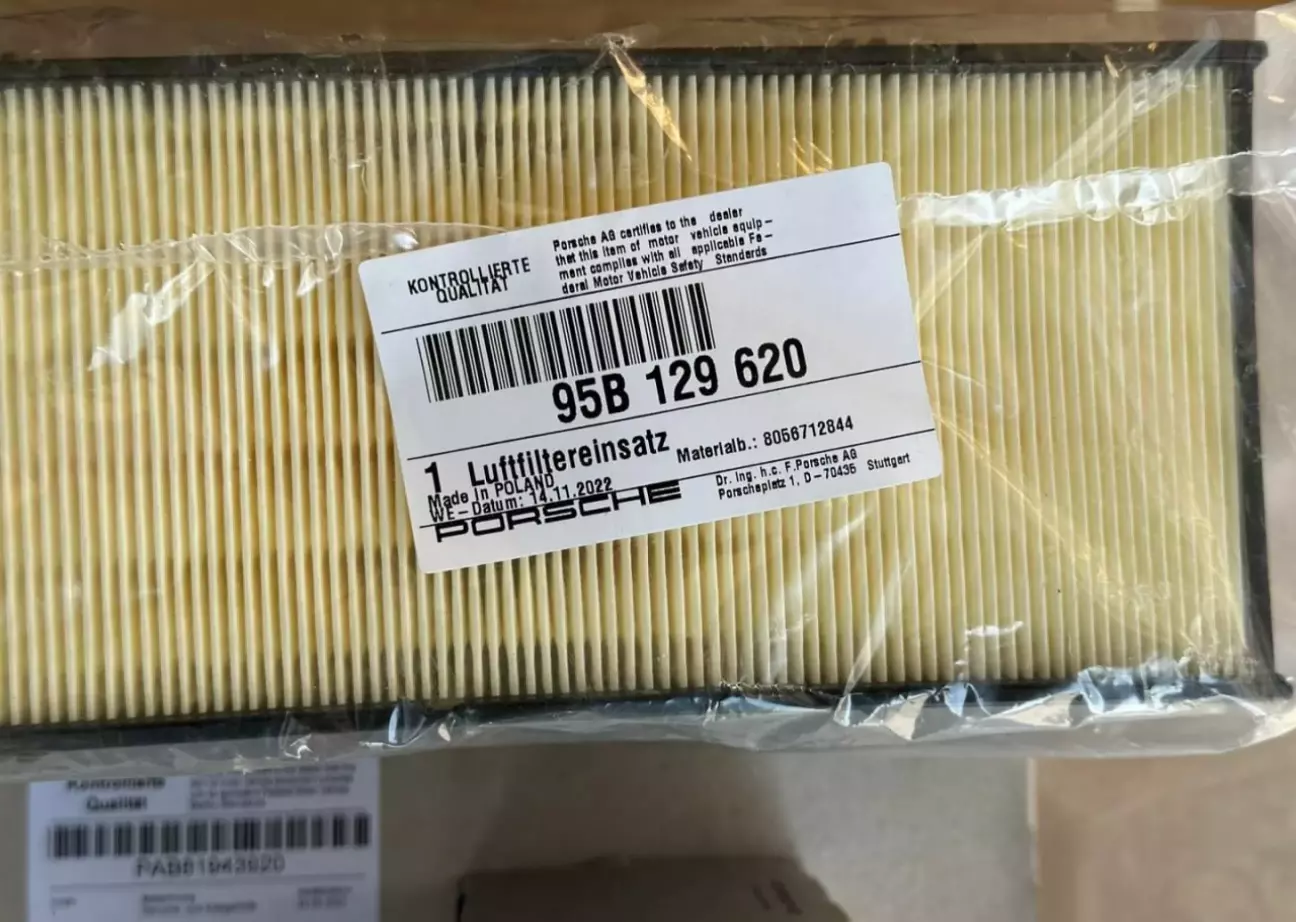 KONTROLLIERTE
QUALITÄT
Porsche AG certifies to the dealer
that this item of motor vehicle equip-
ment complies with all applicable Fe-
deral Motor Vehicle Safety Standards
95B 129 620
1 Luftfiltereinsatz Materialb.: 8056712844
Made in POLAND
WE-Datum: 14.11.2022
PORSCHE
Dr. Ing. h.c. F.Porsche AG
Porscheplatz 1, D-70435 Stuttgart
Kontrollierte
Qualität